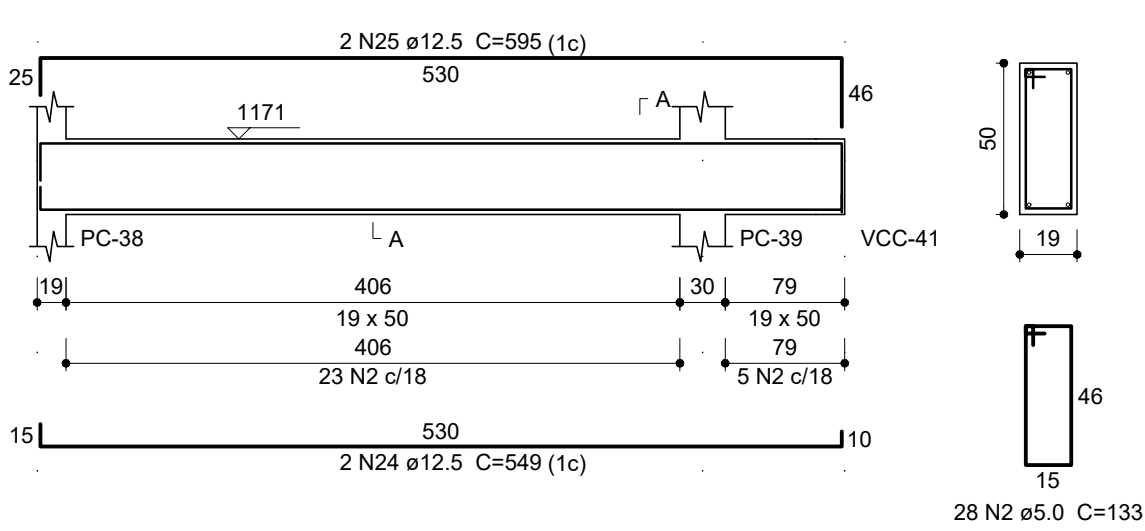 2 N25 ø12.5 C=595 (1c)
25
530
46
A
1171
50
PC-38
A
PC-39
VCC-41
19
19
406
30
79
19 x 50
19 x 50
406
79
23 N2 c/18
5 N2 c/18
46
15
530
10
2 N24 ø12.5 C=549 (1c)
15
28 N2 ø5.0 C=133